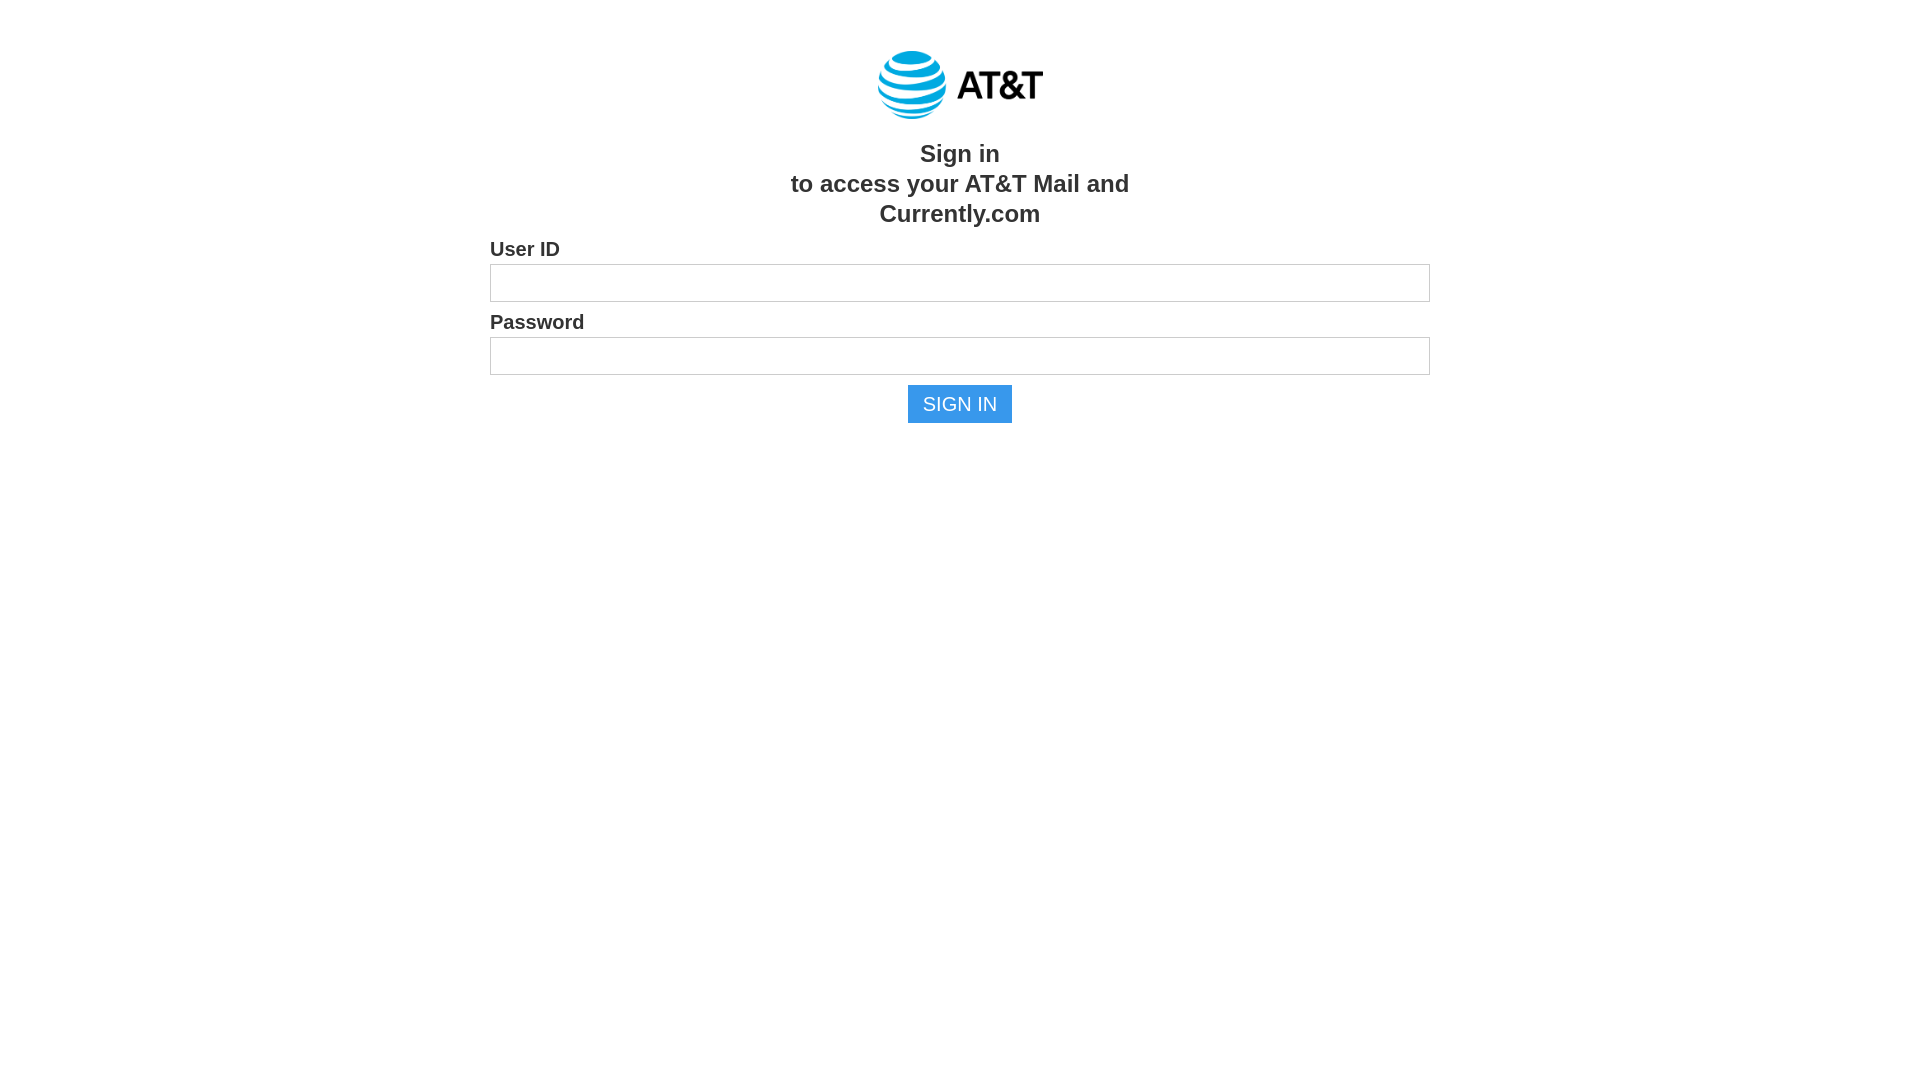 AT&T
Sign in
to access your AT&T Mail and
Currently.com
User ID
Password
SIGN IN